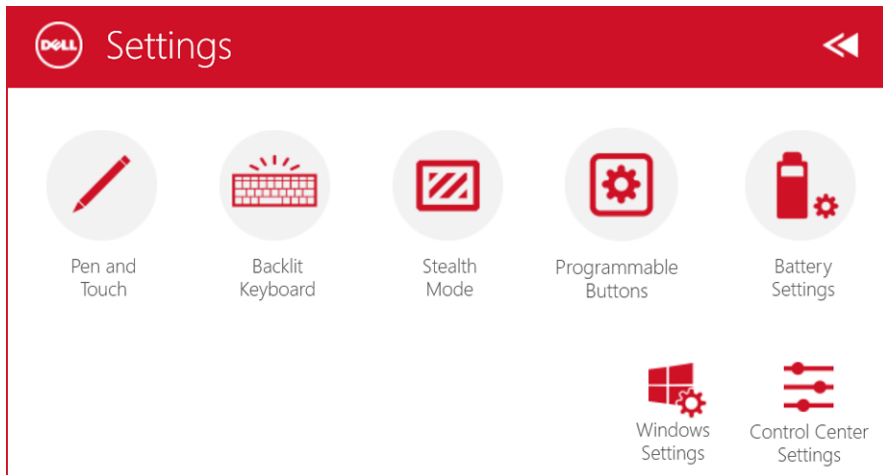 DELL Settings
Pen and
Touch
Backlit
Keyboard
Stealth
Mode
Programmable
Buttons
Battery
Settings
Windows
Settings
Control Center
Settings